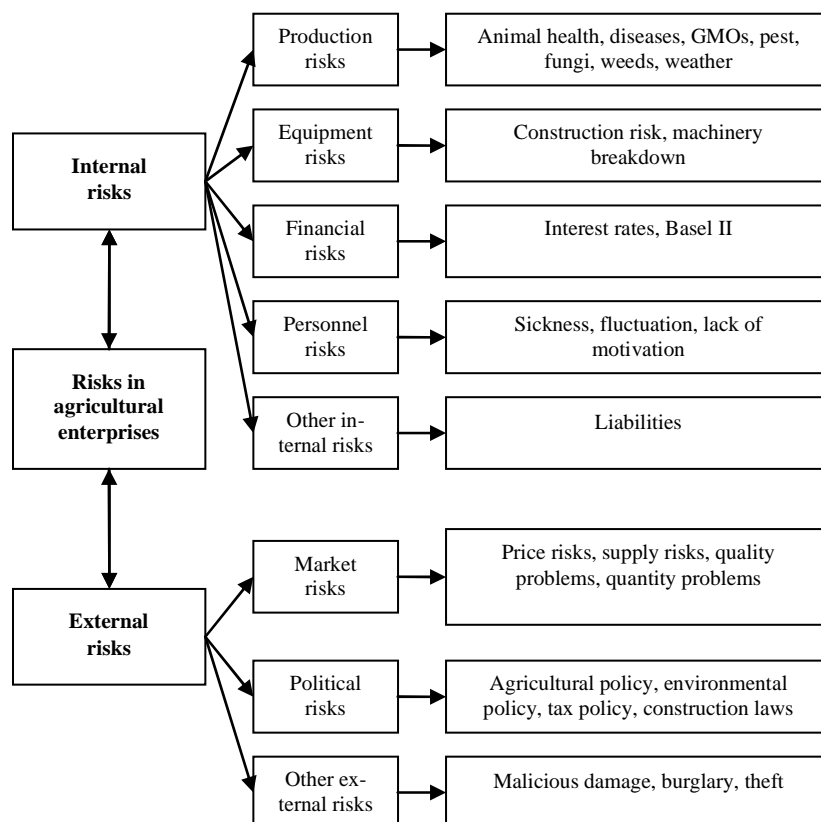 Production
risks
Animal health, diseases, GMOs, pest,
fungi, weeds, weather
Internal
risks
Equipment
risks
Construction risk, machinery
breakdown
Financial
risks
Interest rates, Basel II
Personnel
risks
Sickness, fluctuation, lack of
motivation
Risks in
agricultural
enterprises
Other in-
ternal risks
Liabilities
Market
risks
Price risks, supply risks, quality
problems, quantity problems
External
risks
Political
risks
Agricultural policy, environmental
policy, tax policy, construction laws
Other ex-
ternal risks
Malicious damage, burglary, theft